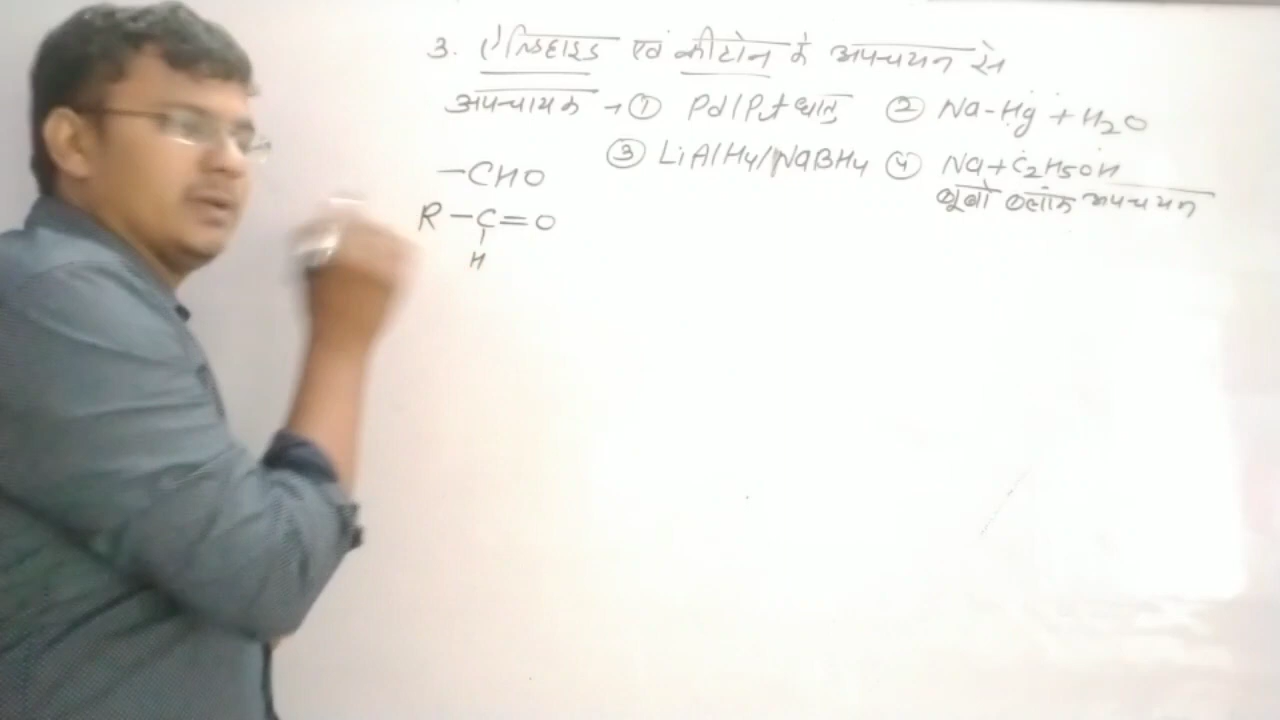 3. ऐल्डिहाइड एवं कीटोन के अपचयन से
अपचायक → ① Pd/Pt धातु ② Na-Hg + H₂O
③ LiAlH₄/NaBH₄ ④ Na+C₂H₅OH
बूवो ब्लांक अपचयन
—CHO
R—C=O
H